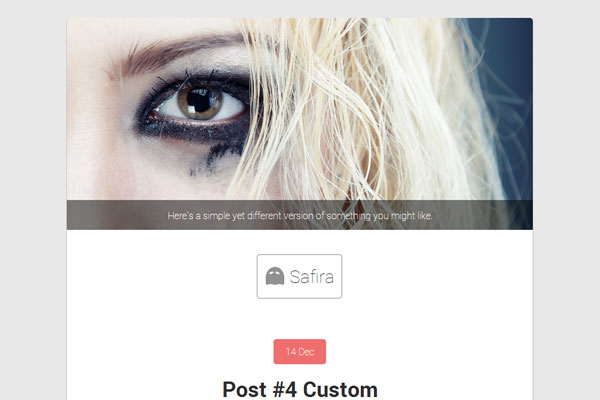 Here's a simple yet different version of something you might like.
Safira
14 Dec
Post #4 Custom